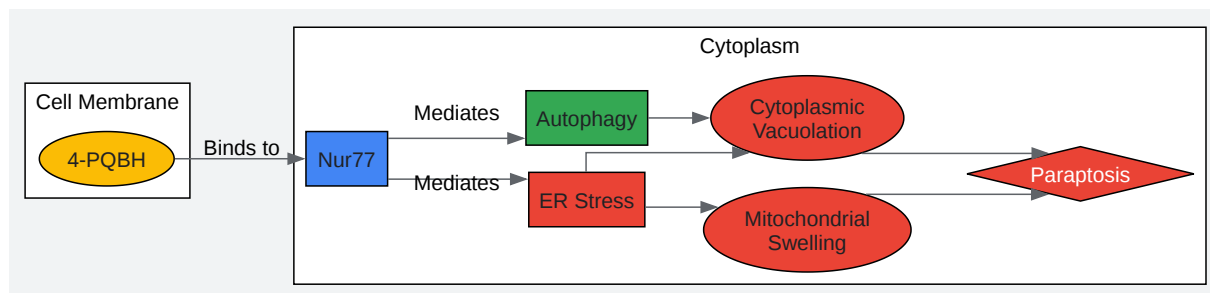 Cytoplasm
Cell Membrane
4-PQBH
Binds to
Nur77
Mediates
Autophagy
Cytoplasmic
Vacuolation
Mediates
ER Stress
Mitochondrial
Swelling
Paraptosis